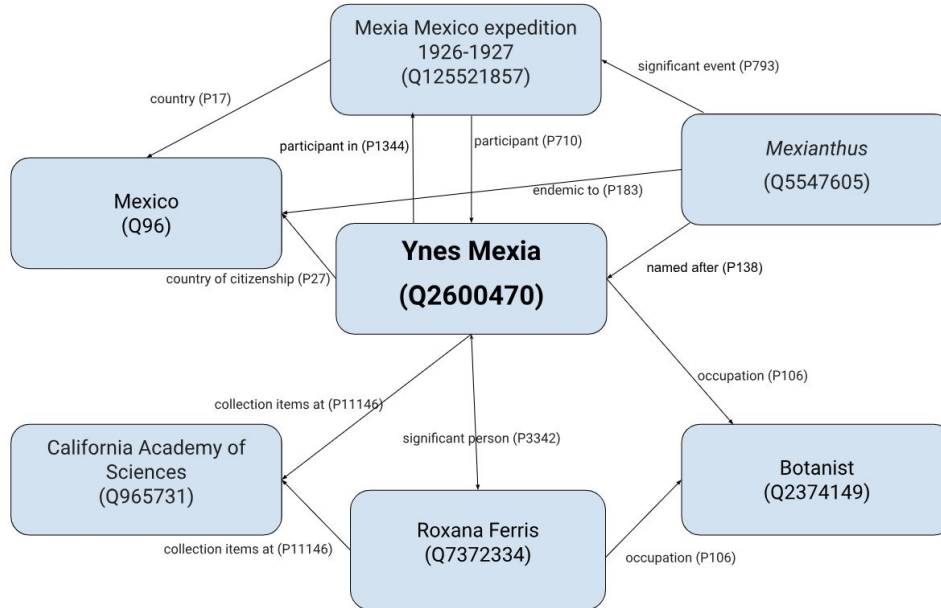 Mexia Mexico expedition
1926-1927
(Q125521857)
significant event (P793)
country (P17)
participant in (P1344)
participant (P710)
Mexianthus
(Q5547605)
endemic to (P183)
Mexico
(Q96)
Ynes Mexia
(Q2600470)
country of citizenship (P27)
named after (P138)
occupation (P106)
collection items at (P11146)
significant person (P3342)
California Academy of
Sciences
(Q965731)
Botanist
(Q2374149)
Roxana Ferris
(Q7372334)
collection items at (P11146)
occupation (P106)